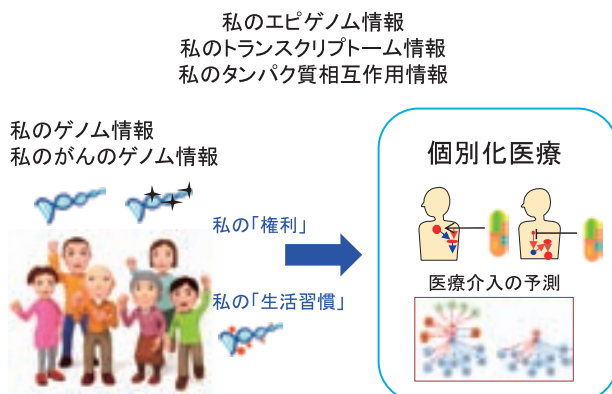 私のエピゲノム情報
私のトランスクリプトーム情報
私のタンパク質相互作用情報
私のゲノム情報
私のがんのゲノム情報
私の「権利」
私の「生活習慣」
個別化医療
医療介入の予測